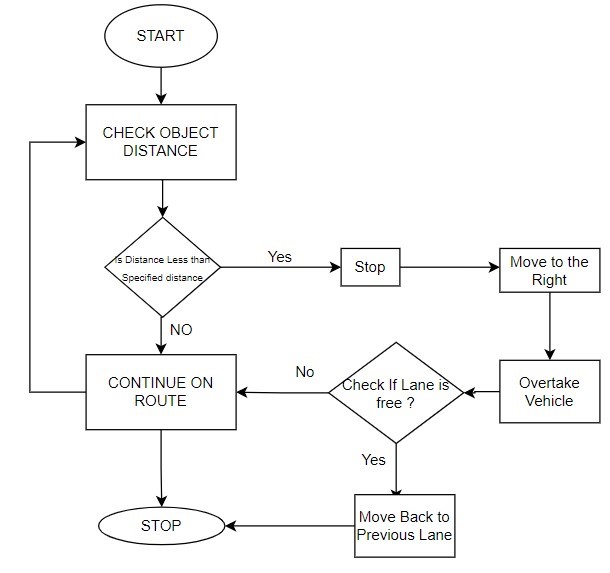 START
CHECK OBJECT
DISTANCE
Is Distance Less than
Specified distance
Yes
Stop
Move to the
Right
NO
CONTINUE ON
ROUTE
No
Check If Lane is
free ?
Overtake
Vehicle
Yes
STOP
Move Back to
Previous Lane